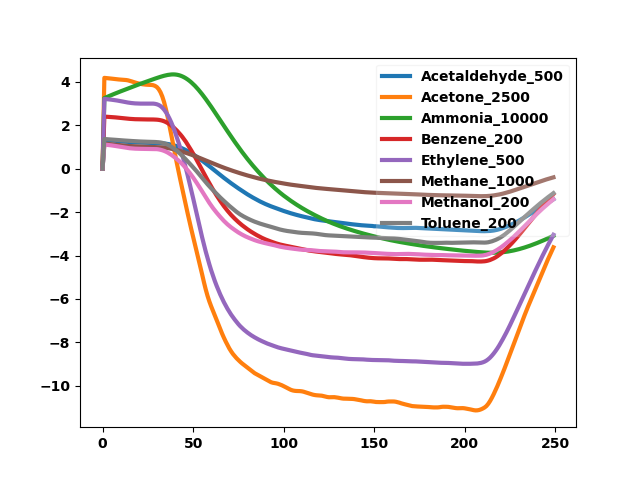 4
2
0
−2
−4
−6
−8
−10
0 50 100 150 200 250
Acetaldehyde_500
Acetone_2500
Ammonia_10000
Benzene_200
Ethylene_500
Methane_1000
Methanol_200
Toluene_200